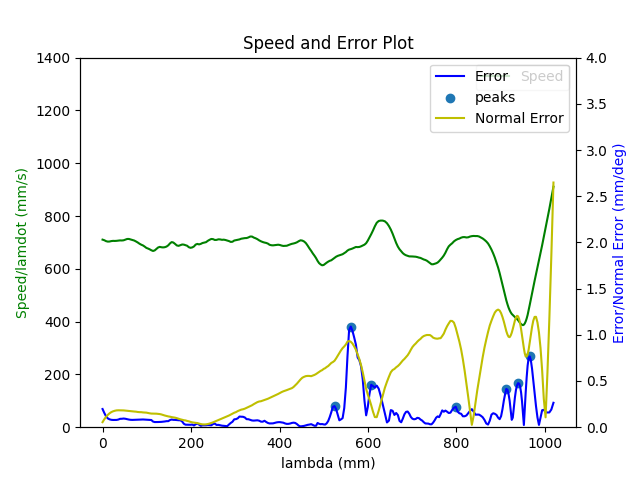 Speed and Error Plot
1400
1200
1000
800
600
400
200
0
Speed/lamdot (mm/s)
0
200
400
600
800
1000
lambda (mm)
4.0
3.5
3.0
2.5
2.0
1.5
1.0
0.5
0.0
Error/Normal Error (mm/deg)
Error
Speed
peaks
Normal Error